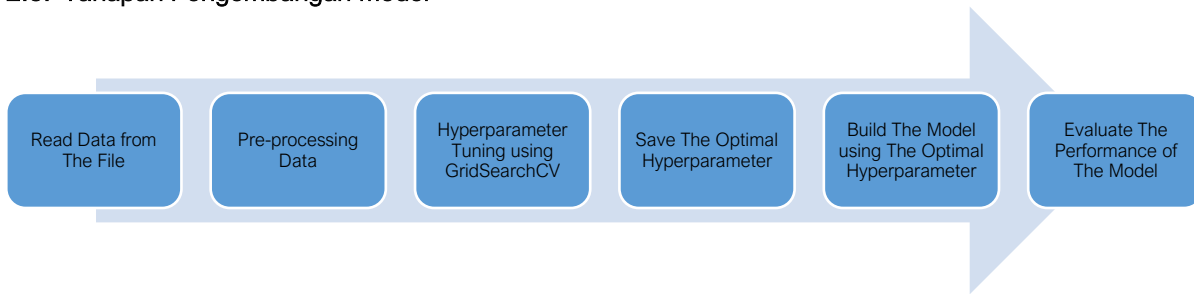 Read Data from
The File
Pre-processing
Data
Hyperparameter
Tuning using
GridSearchCV
Save The Optimal
Hyperparameter
Build The Model
using The Optimal
Hyperparameter
Evaluate The
Performance of
The Model